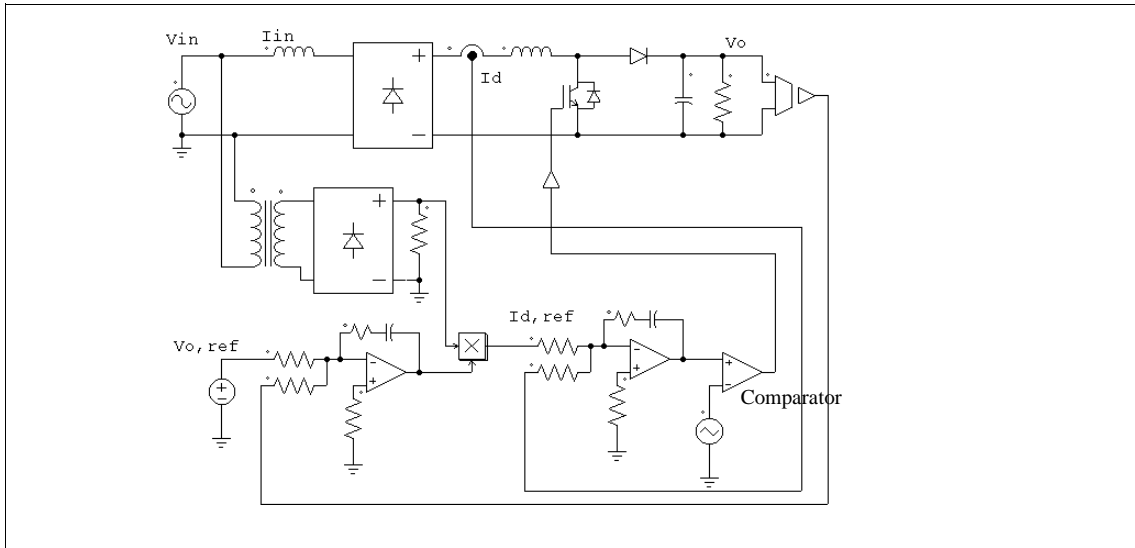 Vin
Iin
Id
Vo
Id,ref
Vo,ref
Comparator